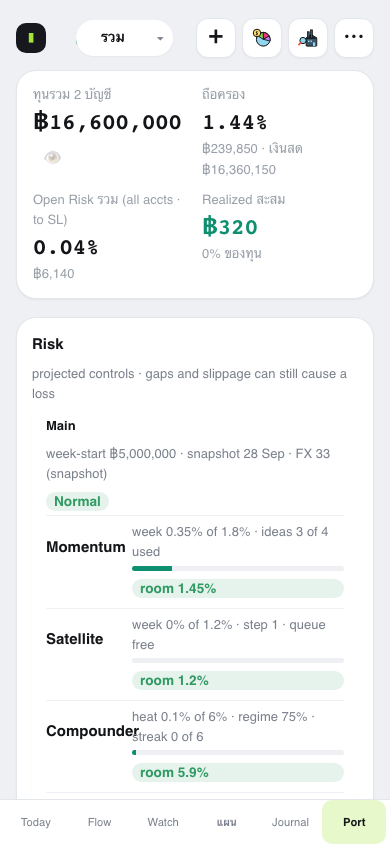 รวม
ทุนรวม 2 บัญชี
฿16,600,000
ถือครอง
1.44%
฿239,850 · เงินสด
฿16,360,150
Open Risk รวม (all accts ·
to SL)
0.04%
฿6,140
Realized สะสม
฿320
0% ของทุน
Risk
projected controls · gaps and slippage can still cause a
loss
Main
week-start ฿5,000,000 · snapshot 28 Sep · FX 33
(snapshot)
Normal
Momentum
week 0.35% of 1.8% · ideas 3 of 4
used
room 1.45%
Satellite
week 0% of 1.2% · step 1 · queue
free
room 1.2%
Compounder
heat 0.1% of 6% · regime 75% ·
streak 0 of 6
room 5.9%
Today
Flow
Watch
แผน
Journal
Port